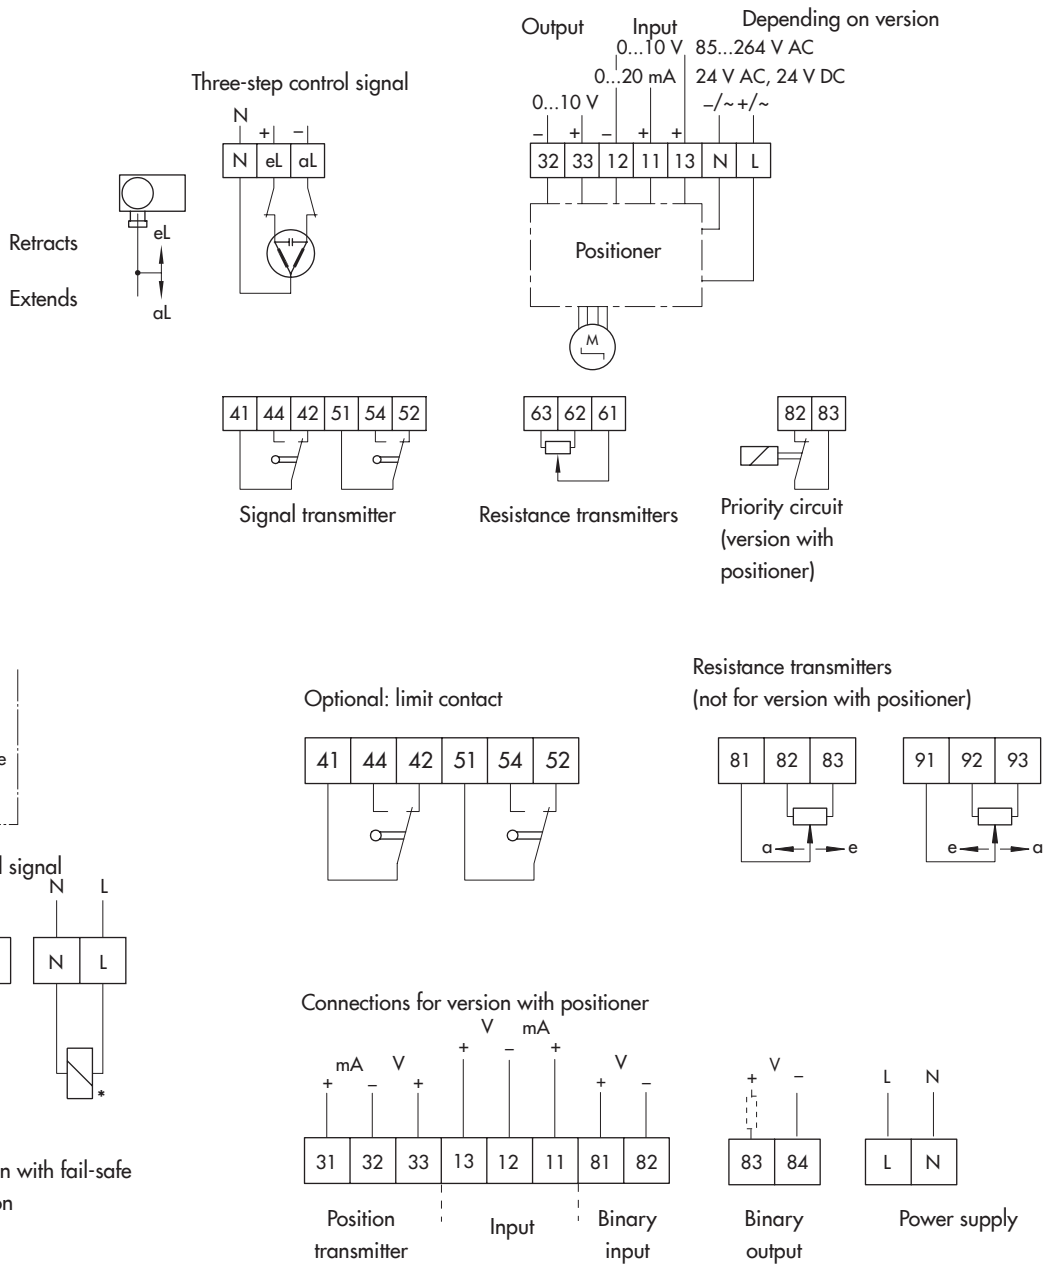 Output Input Depending on version
0...10 V 85...264 V AC
0...20 mA 24 V AC, 24 V DC
0...10 V –/~ +/~
– + – + +
32 33 12 11 13 N L
Positioner
M
Three-step control signal
N + –
N eL aL
Retracts eL
Extends aL
41 44 42 51 54 52
Signal transmitter
63 62 61
Resistance transmitters
82 83
Priority circuit
(version with
positioner)
e
l signal
N L
N L
*
n with fail-safe
on
Optional: limit contact
41 44 42 51 54 52
Resistance transmitters
(not for version with positioner)
81 82 83
a e
91 92 93
e a
Connections for version with positioner
V mA
+ – +
mA V V
+ – + + –
31 32 33 13 12 11 81 82
Position
transmitter
Input
Binary
input
V
+ –
83 84
Binary
output
L N
L N
Power supply